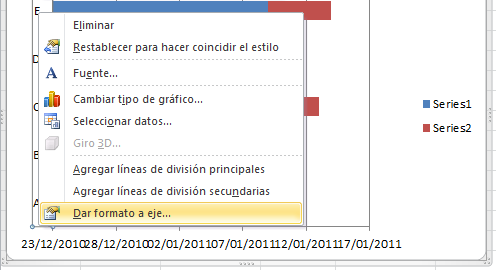 E
Eliminar
Restablecer para hacer coincidir el estilo
D
Fuente...
Cambiar tipo de gráfico...
C
Seleccionar datos...
Giro 3D...
B
Agregar líneas de división principales
Agregar líneas de división secundarias
A
Dar formato a eje...
Series1
Series2
23/12/2010 28/12/2010 02/01/2011 07/01/2011 12/01/2011 17/01/2011